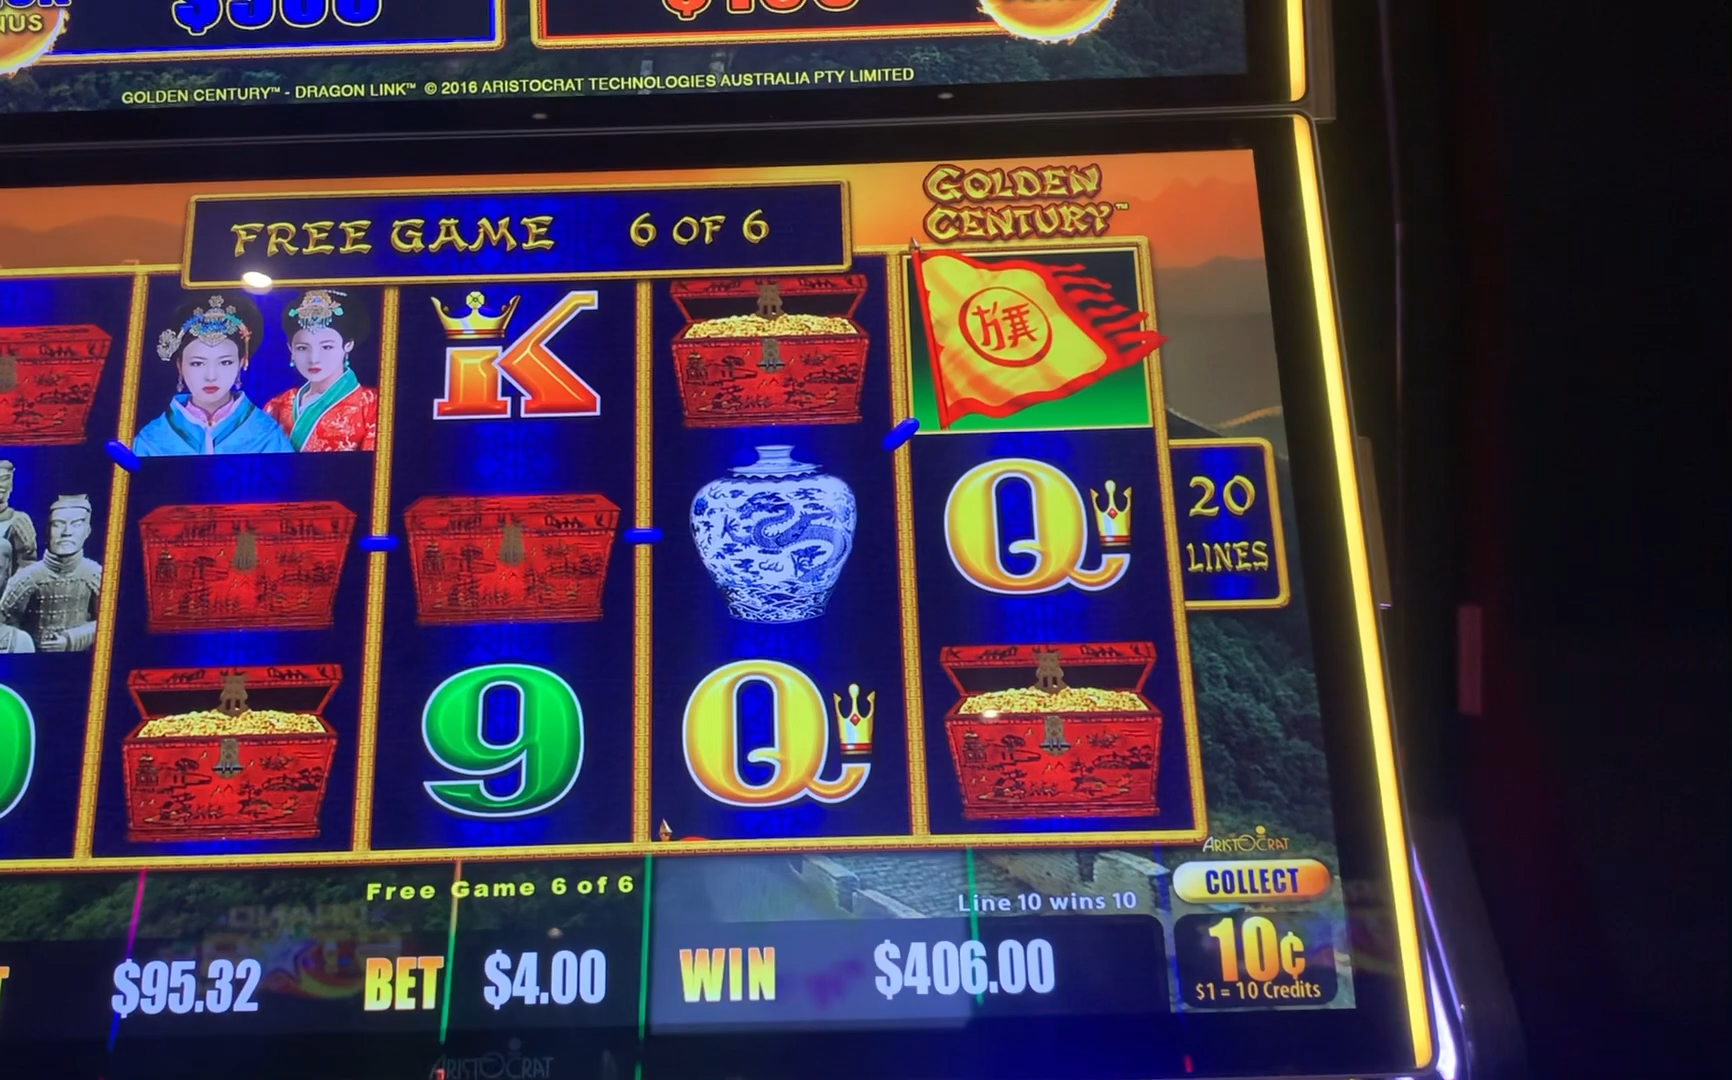 NUS
GOLDEN CENTURY™ - DRAGON LINK™ © 2016 ARISTOCRAT TECHNOLOGIES AUSTRALIA PTY LIMITED
GOLDEN
CENTURY™
FREE GAME 6 OF 6
旗
K
Q
20
LINES
9
Q
ARISTOCRAT
COLLECT
Free Game 6 of 6
Line 10 wins 10
$95.32
BET $4.00
WIN $406.00
10¢
$1 = 10 Credits
ARISTOCRAT